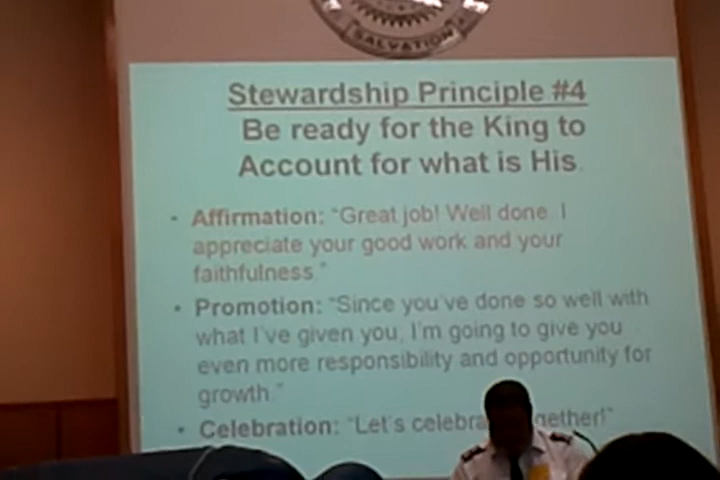 SALVATION
Stewardship Principle #4
Be ready for the King to
Account for what is His.
• Affirmation: "Great job! Well done. I
appreciate your good work and your
faithfulness."
• Promotion: "Since you've done so well with
what I've given you, I'm going to give you
even more responsibility and opportunity for
growth."
• Celebration: "Let's celebra gether!"